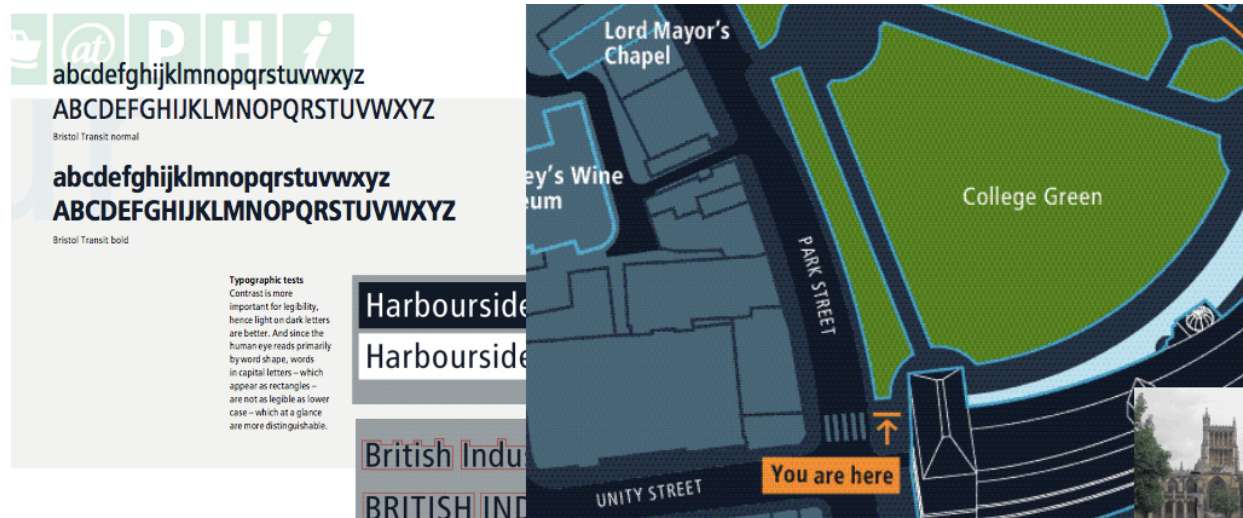 at P H i
abcdefghijklmnopqrstuvwxyz
ABCDEFGHIJKLMNOPQRSTUVWXYZ
Bristol Transit normal
abcdefghijklmnopqrstuvwxyz
ABCDEFGHIJKLMNOPQRSTUVWXYZ
Bristol Transit bold
Typographic tests
Contrast is more
important for legibility,
hence light on dark letters
are better. And since the
human eye reads primarily
by word shape, words
in capital letters – which
appear as rectangles –
are not as legible as lower
case – which at a glance
are more distinguishable.
Harbourside
Harbourside
British Indu
BRITISH IND
Lord Mayor's
Chapel
ey's Wine
eum
College Green
PARK STREET
You are here
UNITY STREET